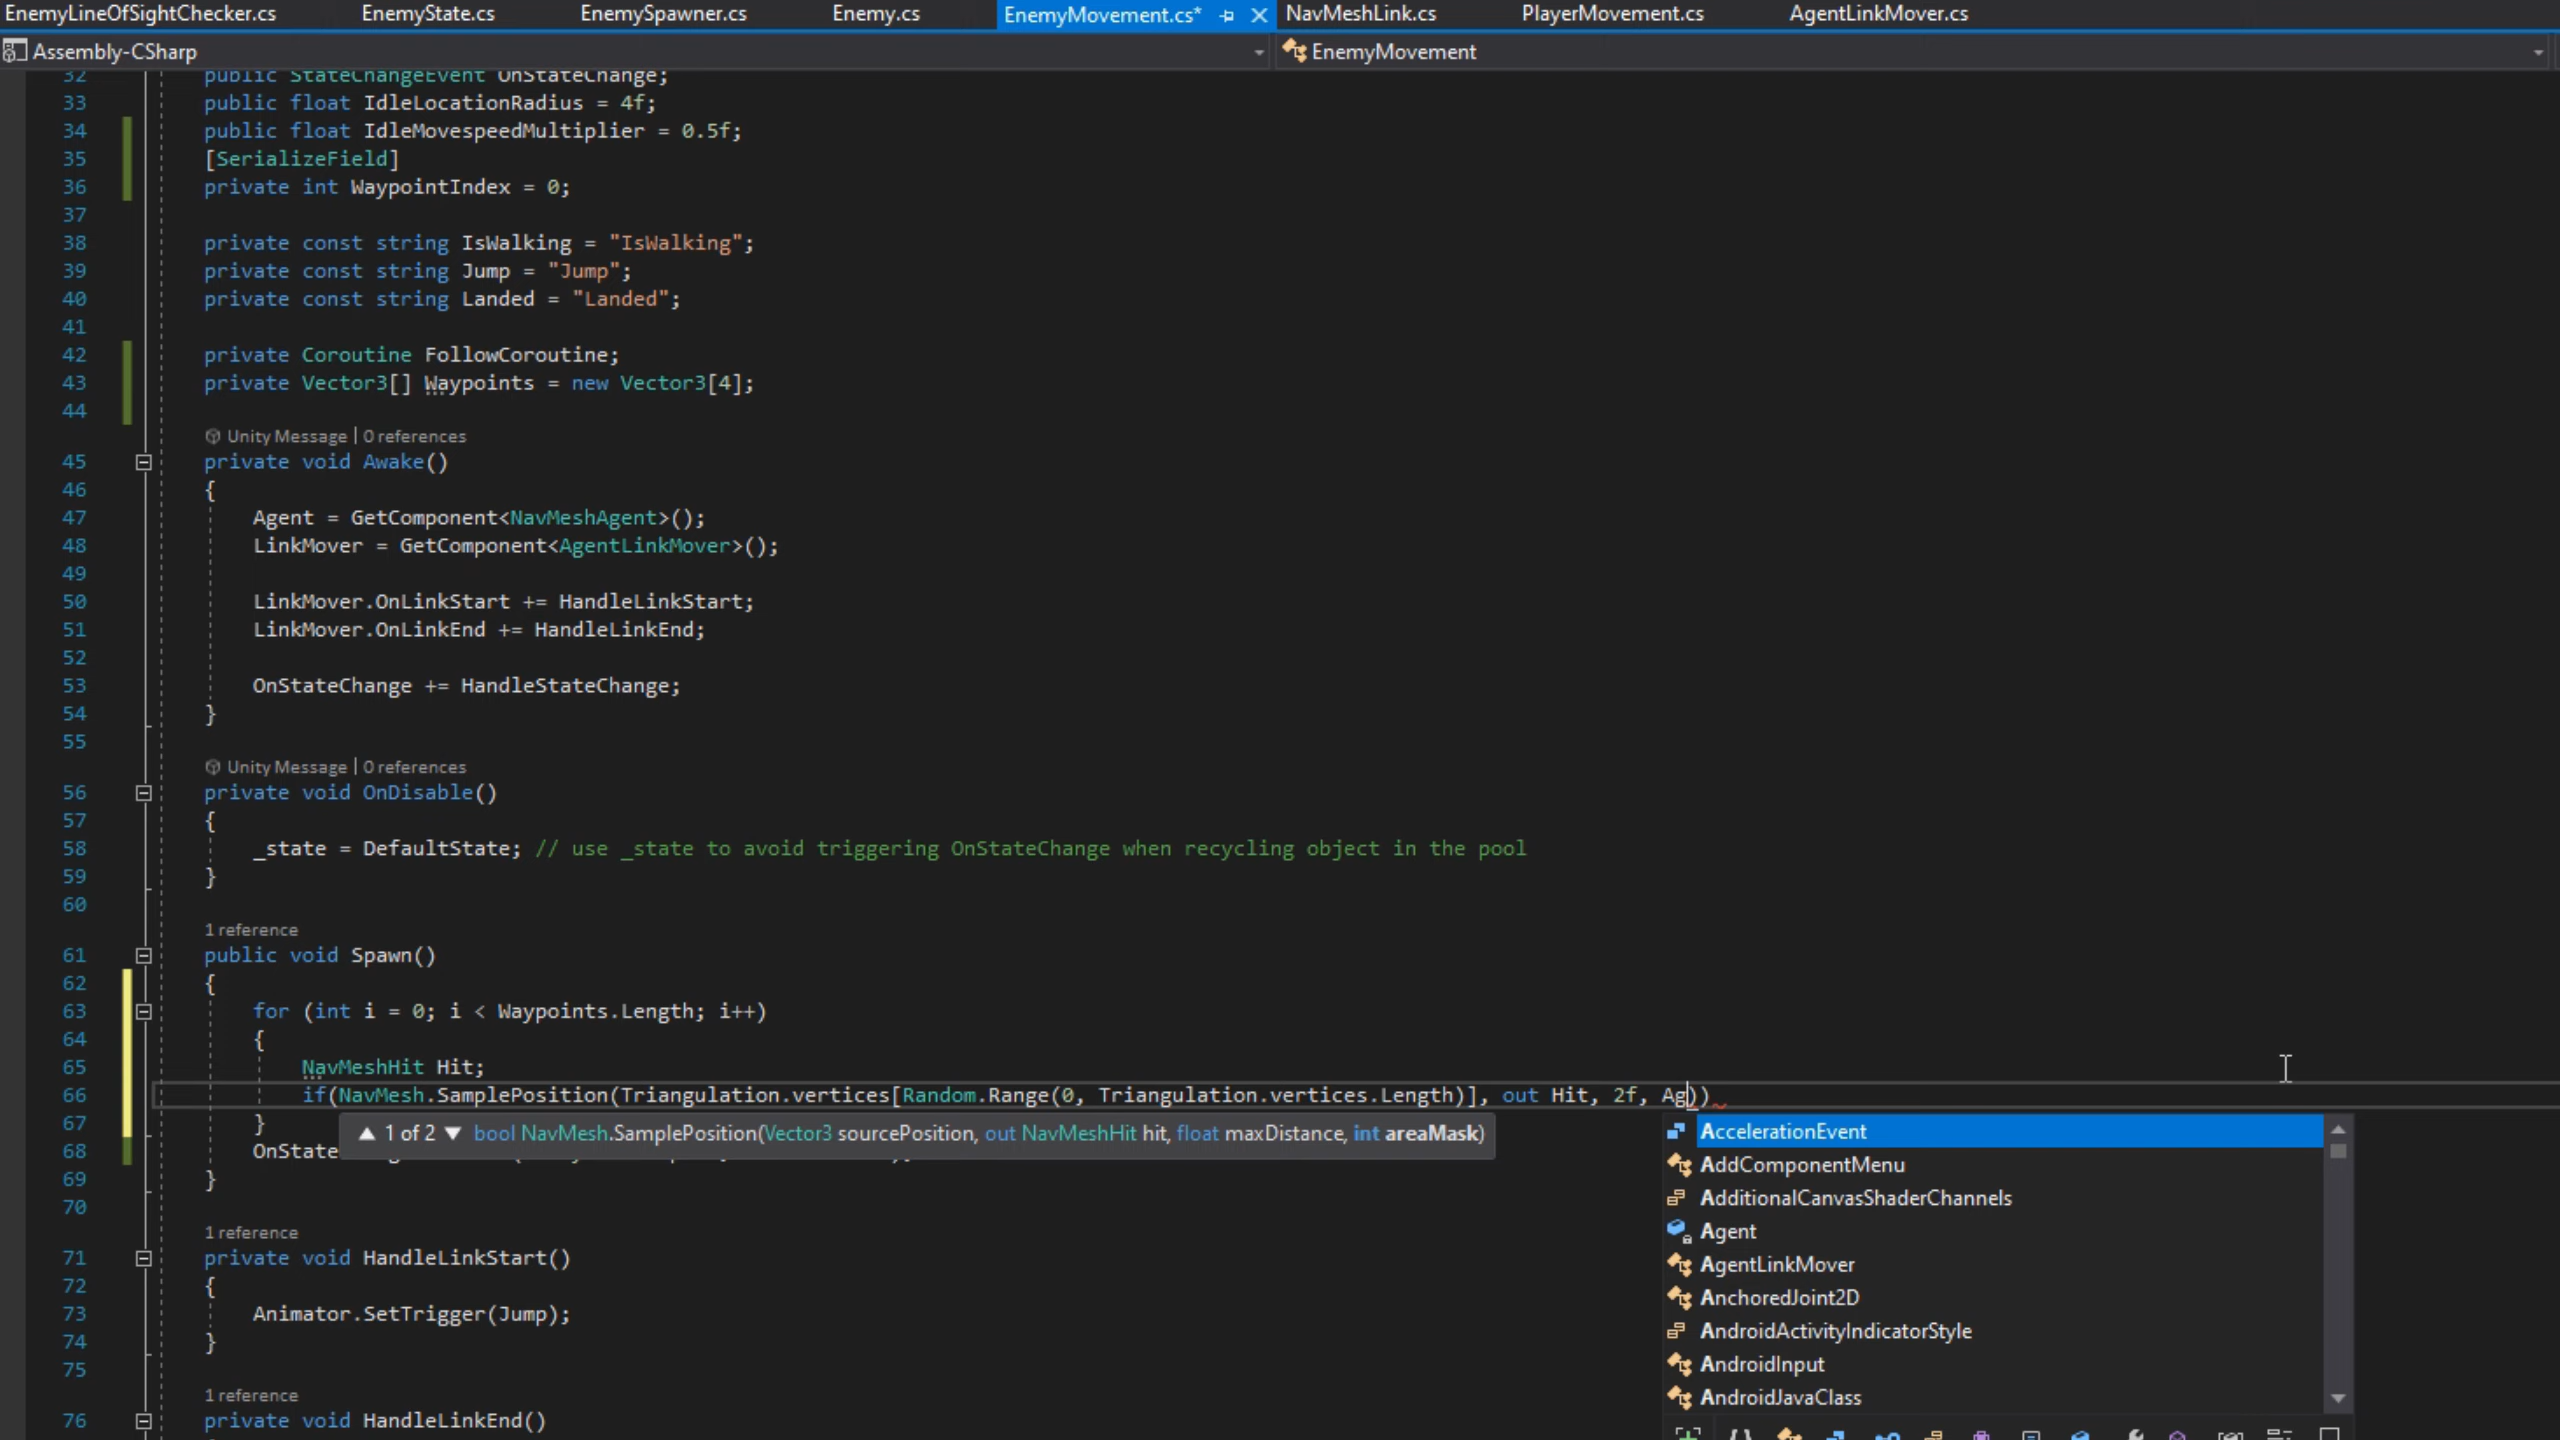 EnemyLineOfSightChecker.cs EnemyState.cs EnemySpawner.cs Enemy.cs EnemyMovement.cs* NavMeshLink.cs PlayerMovement.cs AgentLinkMover.cs
Assembly-CSharp EnemyMovement
32 public StateChangeEvent OnStateChange;
33 public float IdleLocationRadius = 4f;
34 public float IdleMovespeedMultiplier = 0.5f;
35 [SerializeField]
36 private int WaypointIndex = 0;
37
38 private const string IsWalking = "IsWalking";
39 private const string Jump = "Jump";
40 private const string Landed = "Landed";
41
42 private Coroutine FollowCoroutine;
43 private Vector3[] Waypoints = new Vector3[4];
44
Unity Message | 0 references
45 private void Awake()
46 {
47 Agent = GetComponent<NavMeshAgent>();
48 LinkMover = GetComponent<AgentLinkMover>();
49
50 LinkMover.OnLinkStart += HandleLinkStart;
51 LinkMover.OnLinkEnd += HandleLinkEnd;
52
53 OnStateChange += HandleStateChange;
54 }
55
Unity Message | 0 references
56 private void OnDisable()
57 {
58 _state = DefaultState; // use _state to avoid triggering OnStateChange when recycling object in the pool
59 }
60
1 reference
61 public void Spawn()
62 {
63 for (int i = 0; i < Waypoints.Length; i++)
64 {
65 NavMeshHit Hit;
66 if(NavMesh.SamplePosition(Triangulation.vertices[Random.Range(0, Triangulation.vertices.Length)], out Hit, 2f, Ag))
67 }
▲ 1 of 2 ▼ bool NavMesh.SamplePosition(Vector3 sourcePosition, out NavMeshHit hit, float maxDistance, int areaMask)
68 OnState
69 }
70
1 reference
71 private void HandleLinkStart()
72 {
73 Animator.SetTrigger(Jump);
74 }
75
1 reference
76 private void HandleLinkEnd()
AccelerationEvent
AddComponentMenu
AdditionalCanvasShaderChannels
Agent
AgentLinkMover
AnchoredJoint2D
AndroidActivityIndicatorStyle
AndroidInput
AndroidJavaClass